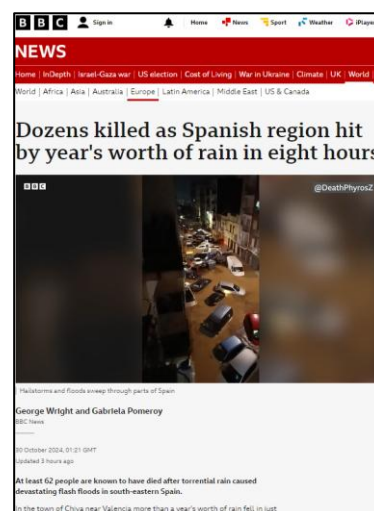 BBC Sign in Home News Sport Weather iPlayer
NEWS
Home | InDepth | Israel-Gaza war | US election | Cost of Living | War in Ukraine | Climate | UK | World |
World | Africa | Asia | Australia | Europe | Latin America | Middle East | US & Canada
Dozens killed as Spanish region hit
by year's worth of rain in eight hours
BBC @DeathPhyrosZ
Hailstorms and floods sweep through parts of Spain
George Wright and Gabriela Pomeroy
BBC News
30 October 2024, 01:21 GMT
Updated 3 hours ago
At least 62 people are known to have died after torrential rain caused
devastating flash floods in south-eastern Spain.
In the town of Chiva near Valencia more than a year's worth of rain fell in just